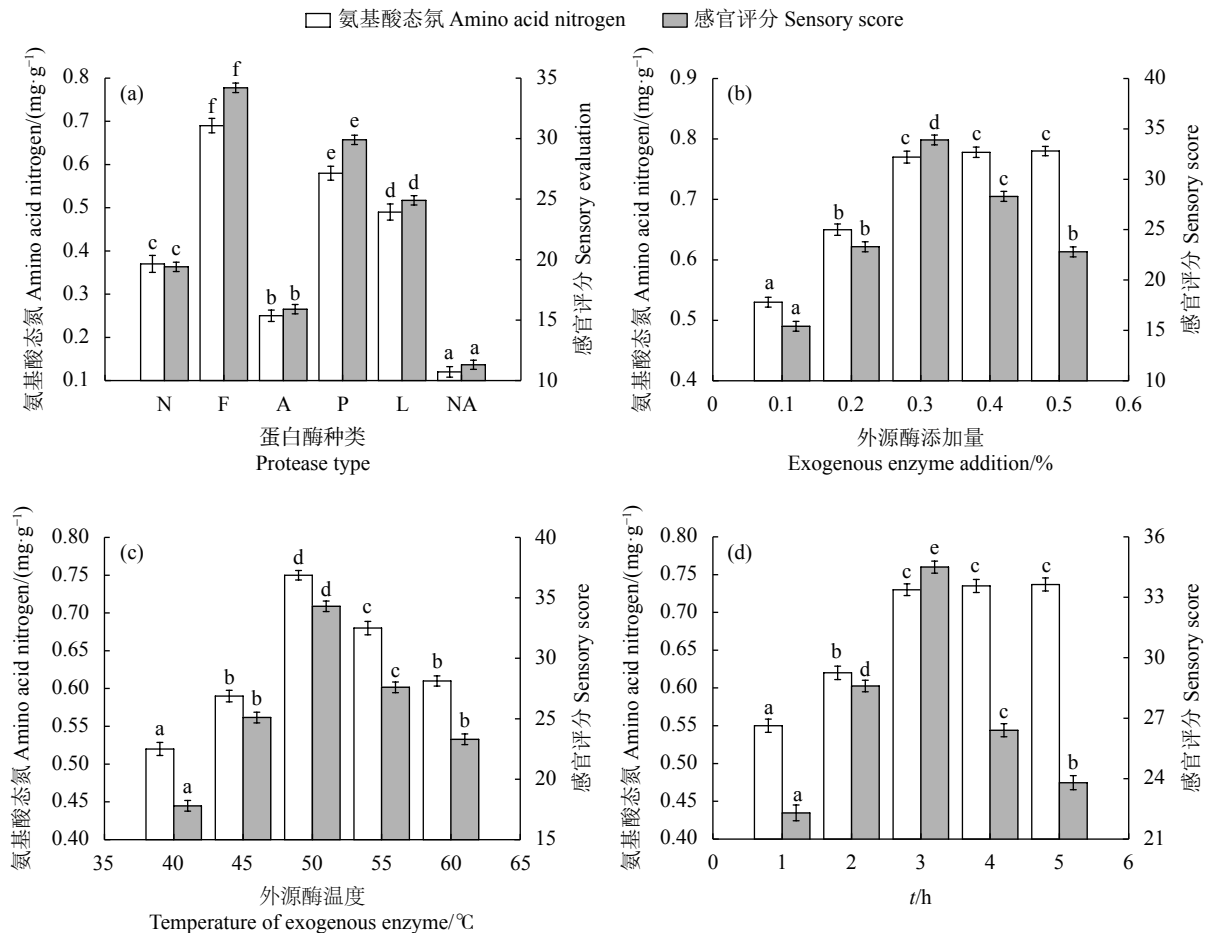 氨基酸态氮 Amino acid nitrogen 感官评分 Sensory score
(a)
氨基酸态氮 Amino acid nitrogen/(mg·g⁻¹)
0.8
0.7
0.6
0.5
0.4
0.3
0.2
0.1
c c f f b b e e d d a a
35
30
25
20
15
10
感官评分 Sensory evaluation
N F A P L NA
蛋白酶种类
Protease type
(b)
氨基酸态氮 Amino acid nitrogen/(mg·g⁻¹)
0.9
0.8
0.7
0.6
0.5
0.4
a a b b c d c c c b
40
35
30
25
20
15
10
感官评分 Sensory score
0 0.1 0.2 0.3 0.4 0.5 0.6
外源酶添加量
Exogenous enzyme addition/%
(c)
氨基酸态氮 Amino acid nitrogen/(mg·g⁻¹)
0.80
0.75
0.70
0.65
0.60
0.55
0.50
0.45
0.40
a a b b d d c c b b
40
35
30
25
20
15
感官评分 Sensory score
35 40 45 50 55 60 65
外源酶温度
Temperature of exogenous enzyme/℃
(d)
氨基酸态氮 Amino acid nitrogen/(mg·g⁻¹)
0.80
0.75
0.70
0.65
0.60
0.55
0.50
0.45
0.40
a a b d c e c c c b
36
33
30
27
24
21
感官评分 Sensory score
0 1 2 3 4 5 6
t/h